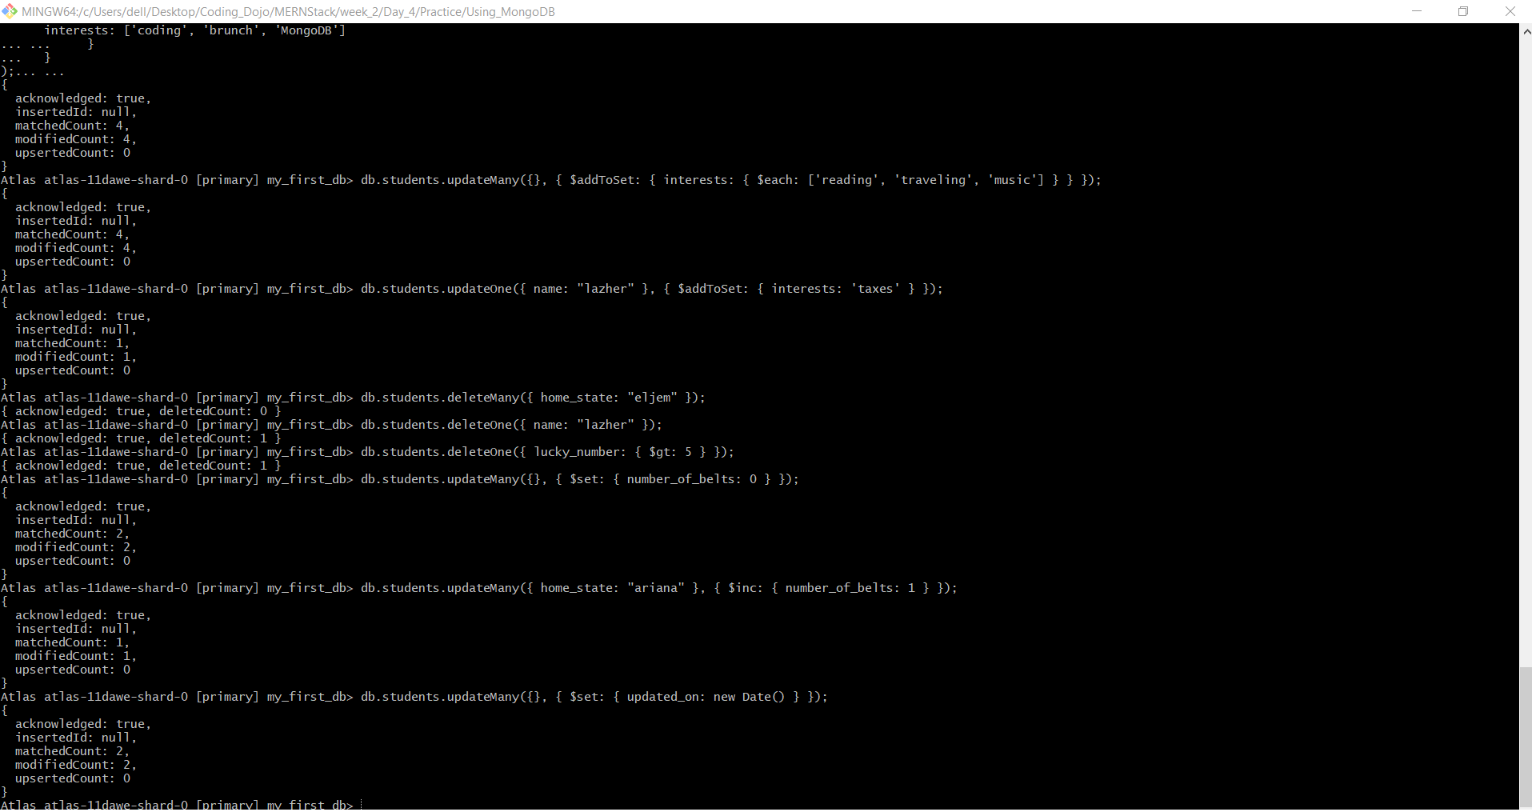 MINGW64:/c/Users/dell/Desktop/Coding_Dojo/MERNStack/week_2/Day_4/Practice/Using_MongoDB
      interests: ['coding', 'brunch', 'MongoDB']
... ...     }
...   }
);... ...
{
  acknowledged: true,
  insertedId: null,
  matchedCount: 4,
  modifiedCount: 4,
  upsertedCount: 0
}
Atlas atlas-11dawe-shard-0 [primary] my_first_db> db.students.updateMany({}, { $addToSet: { interests: { $each: ['reading', 'traveling', 'music'] } } });
{
  acknowledged: true,
  insertedId: null,
  matchedCount: 4,
  modifiedCount: 4,
  upsertedCount: 0
}
Atlas atlas-11dawe-shard-0 [primary] my_first_db> db.students.updateOne({ name: "lazher" }, { $addToSet: { interests: 'taxes' } });
{
  acknowledged: true,
  insertedId: null,
  matchedCount: 1,
  modifiedCount: 1,
  upsertedCount: 0
}
Atlas atlas-11dawe-shard-0 [primary] my_first_db> db.students.deleteMany({ home_state: "eljem" });
{ acknowledged: true, deletedCount: 0 }
Atlas atlas-11dawe-shard-0 [primary] my_first_db> db.students.deleteOne({ name: "lazher" });
{ acknowledged: true, deletedCount: 1 }
Atlas atlas-11dawe-shard-0 [primary] my_first_db> db.students.deleteOne({ lucky_number: { $gt: 5 } });
{ acknowledged: true, deletedCount: 1 }
Atlas atlas-11dawe-shard-0 [primary] my_first_db> db.students.updateMany({}, { $set: { number_of_belts: 0 } });
{
  acknowledged: true,
  insertedId: null,
  matchedCount: 2,
  modifiedCount: 2,
  upsertedCount: 0
}
Atlas atlas-11dawe-shard-0 [primary] my_first_db> db.students.updateMany({ home_state: "ariana" }, { $inc: { number_of_belts: 1 } });
{
  acknowledged: true,
  insertedId: null,
  matchedCount: 1,
  modifiedCount: 1,
  upsertedCount: 0
}
Atlas atlas-11dawe-shard-0 [primary] my_first_db> db.students.updateMany({}, { $set: { updated_on: new Date() } });
{
  acknowledged: true,
  insertedId: null,
  matchedCount: 2,
  modifiedCount: 2,
  upsertedCount: 0
}
Atlas atlas-11dawe-shard-0 [primary] my_first_db>